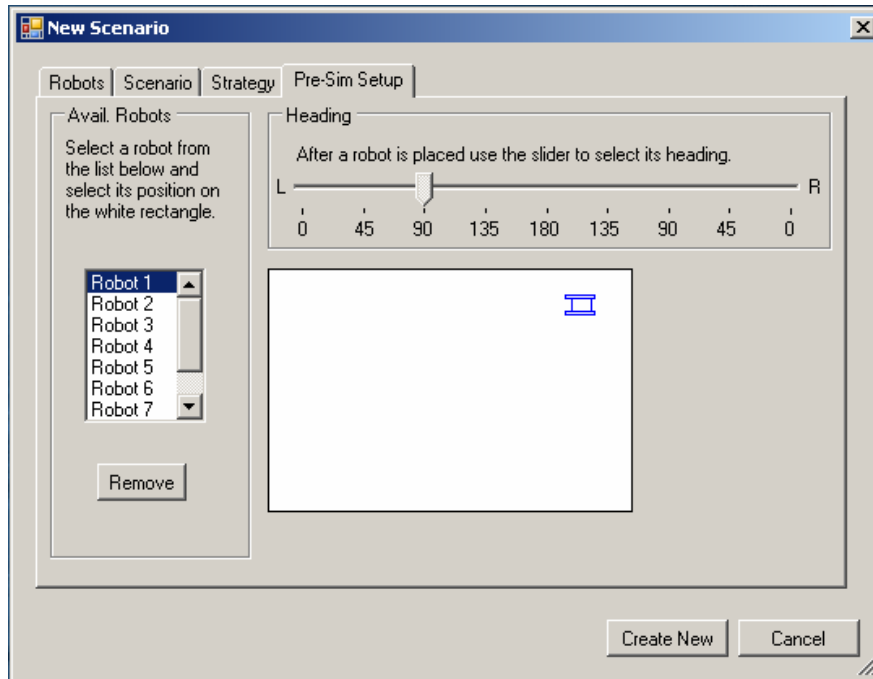 New Scenario
Robots Scenario Strategy Pre-Sim Setup
Avail. Robots
Select a robot from
the list below and
select its position on
the white rectangle.
Robot 1
Robot 2
Robot 3
Robot 4
Robot 5
Robot 6
Robot 7
Remove
Heading
After a robot is placed use the slider to select its heading.
L R
0 45 90 135 180 135 90 45 0
Create New Cancel